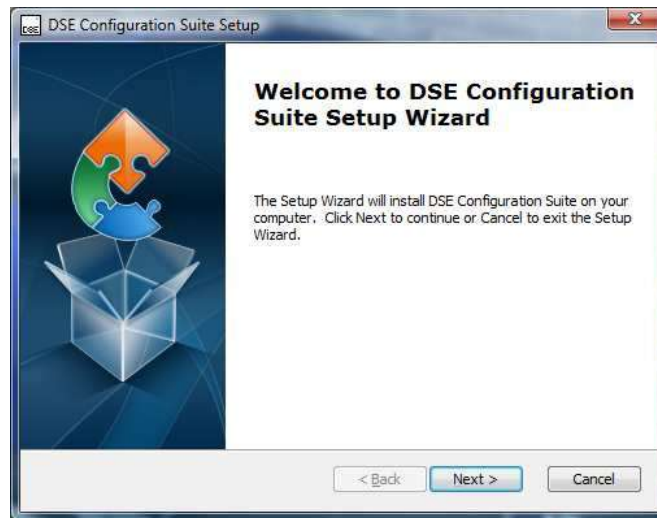 DSE DSE Configuration Suite Setup
Welcome to DSE Configuration
Suite Setup Wizard
The Setup Wizard will install DSE Configuration Suite on your
computer. Click Next to continue or Cancel to exit the Setup
Wizard.
< Back
Next >
Cancel